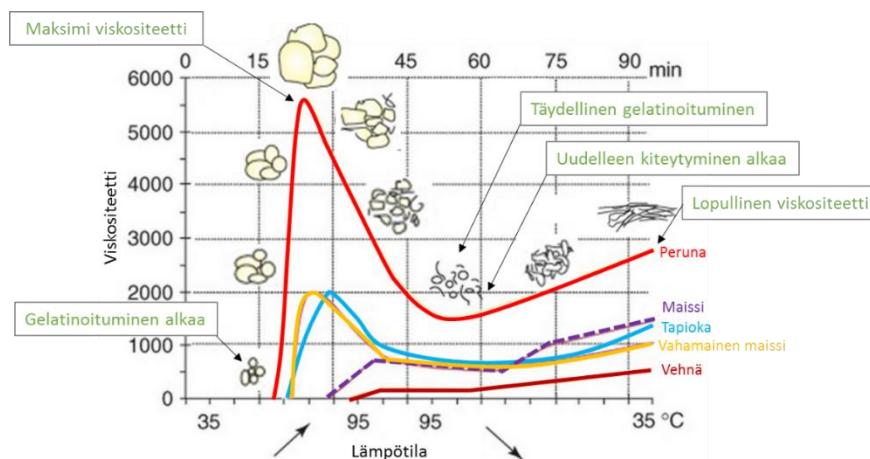 Maksimi viskositeetti
0 15 45 60 75 90 min
6000
5000
4000
3000
2000
1000
0
Viskositeetti
Täydellinen gelatinoituminen
Uudelleen kiteytyminen alkaa
Lopullinen viskositeetti
Peruna
Gelatinoituminen alkaa
Maissi
Tapioka
Vahamainen maissi
Vehnä
35 95 95 35 °C
Lämpötila